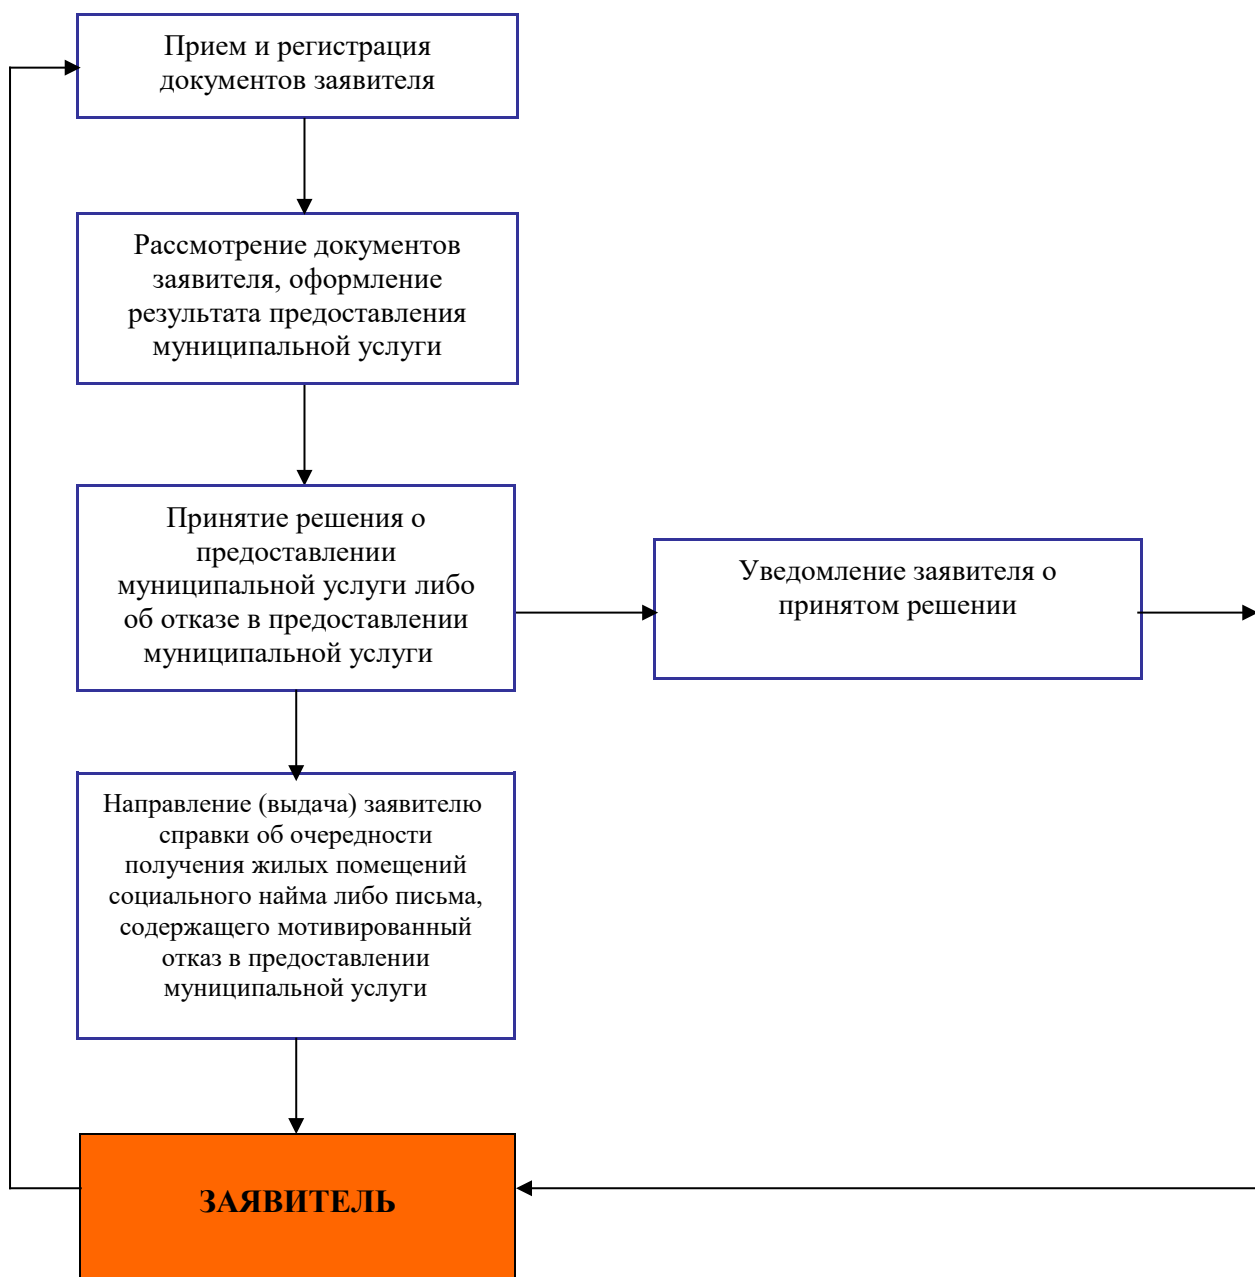 Прием и регистрация
документов заявителя
Рассмотрение документов
заявителя, оформление
результата предоставления
муниципальной услуги
Принятие решения о
предоставлении
муниципальной услуги либо
об отказе в предоставлении
муниципальной услуги
Уведомление заявителя о
принятом решении
Направление (выдача) заявителю
справки об очередности
получения жилых помещений
социального найма либо письма,
содержащего мотивированный
отказ в предоставлении
муниципальной услуги
ЗАЯВИТЕЛЬ